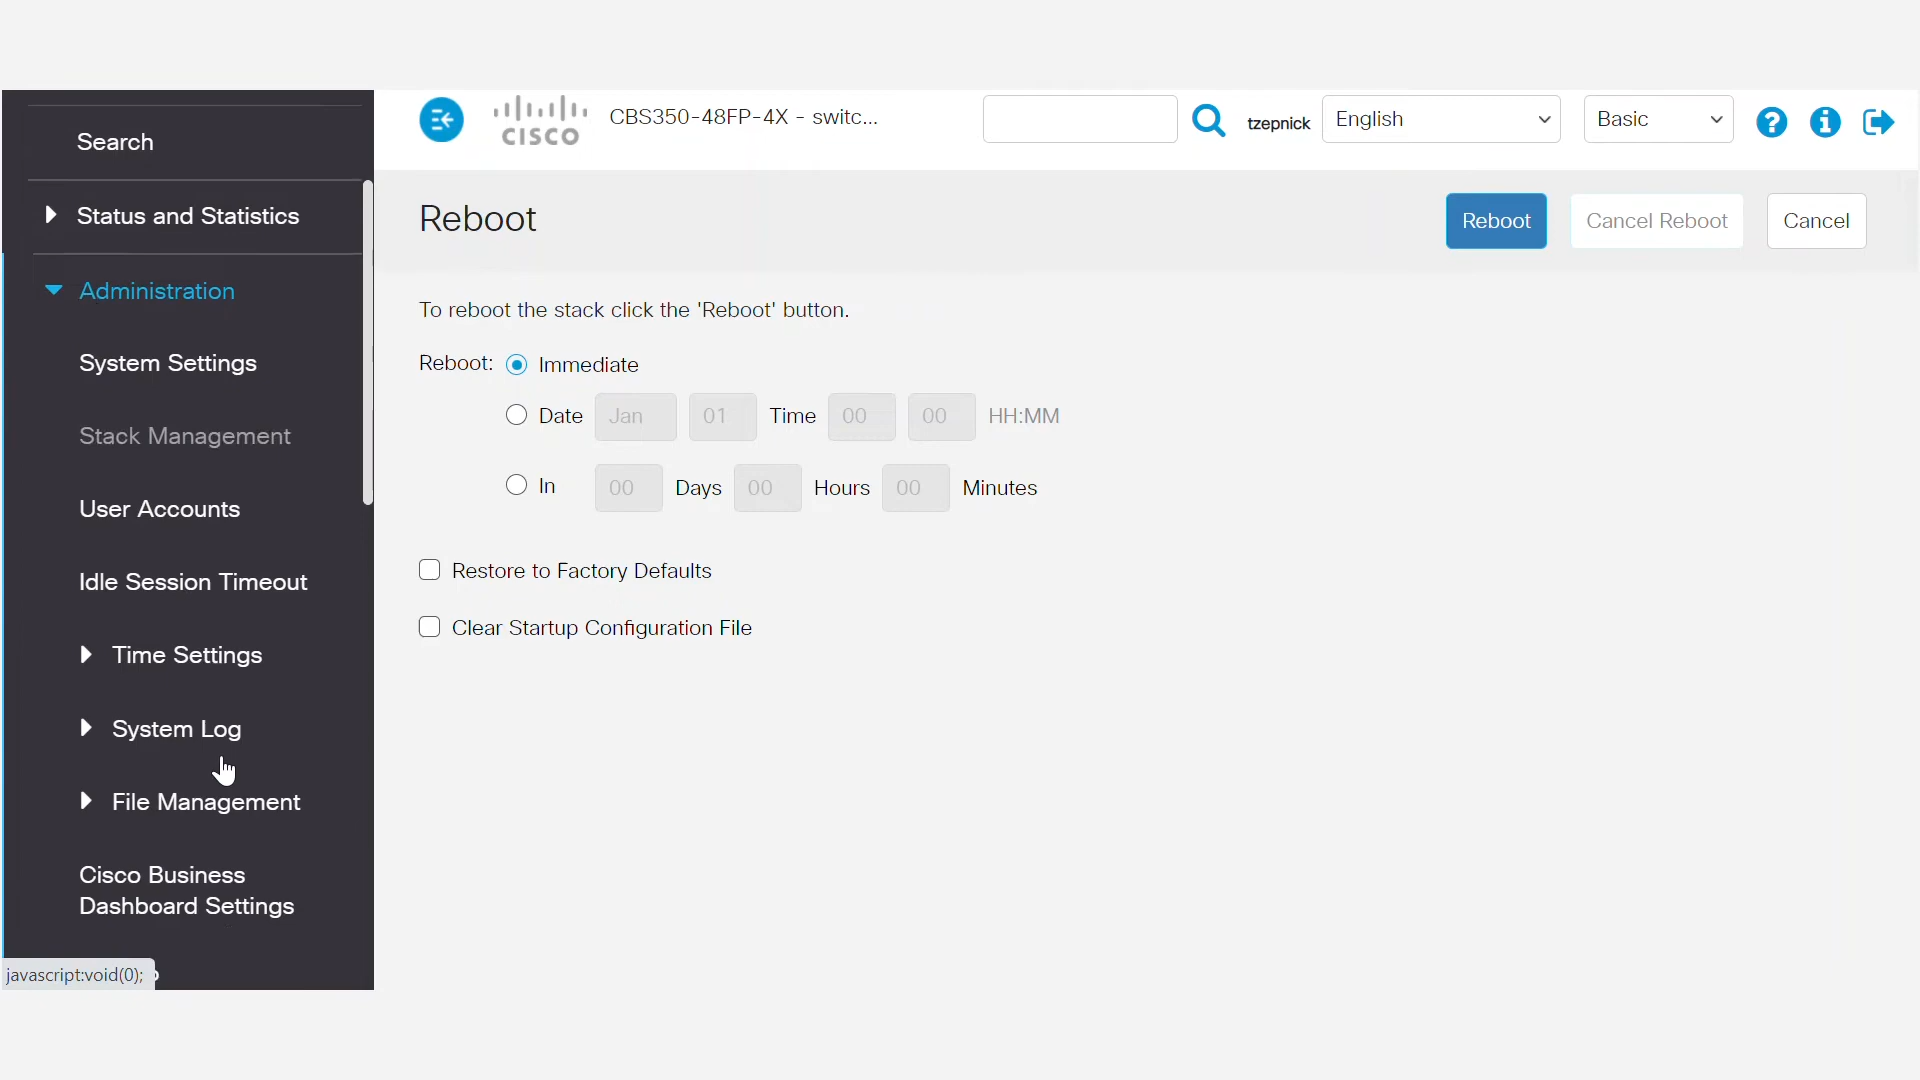 Search
Status and Statistics
Administration
System Settings
Stack Management
User Accounts
Idle Session Timeout
Time Settings
System Log
File Management
Cisco Business
Dashboard Settings
javascript:void(0);
CISCO CBS350-48FP-4X - switc... tzepnick English Basic
Reboot Reboot Cancel Reboot Cancel
To reboot the stack click the 'Reboot' button.
Reboot: Immediate
Date Jan 01 Time 00 00 HH:MM
In 00 Days 00 Hours 00 Minutes
Restore to Factory Defaults
Clear Startup Configuration File